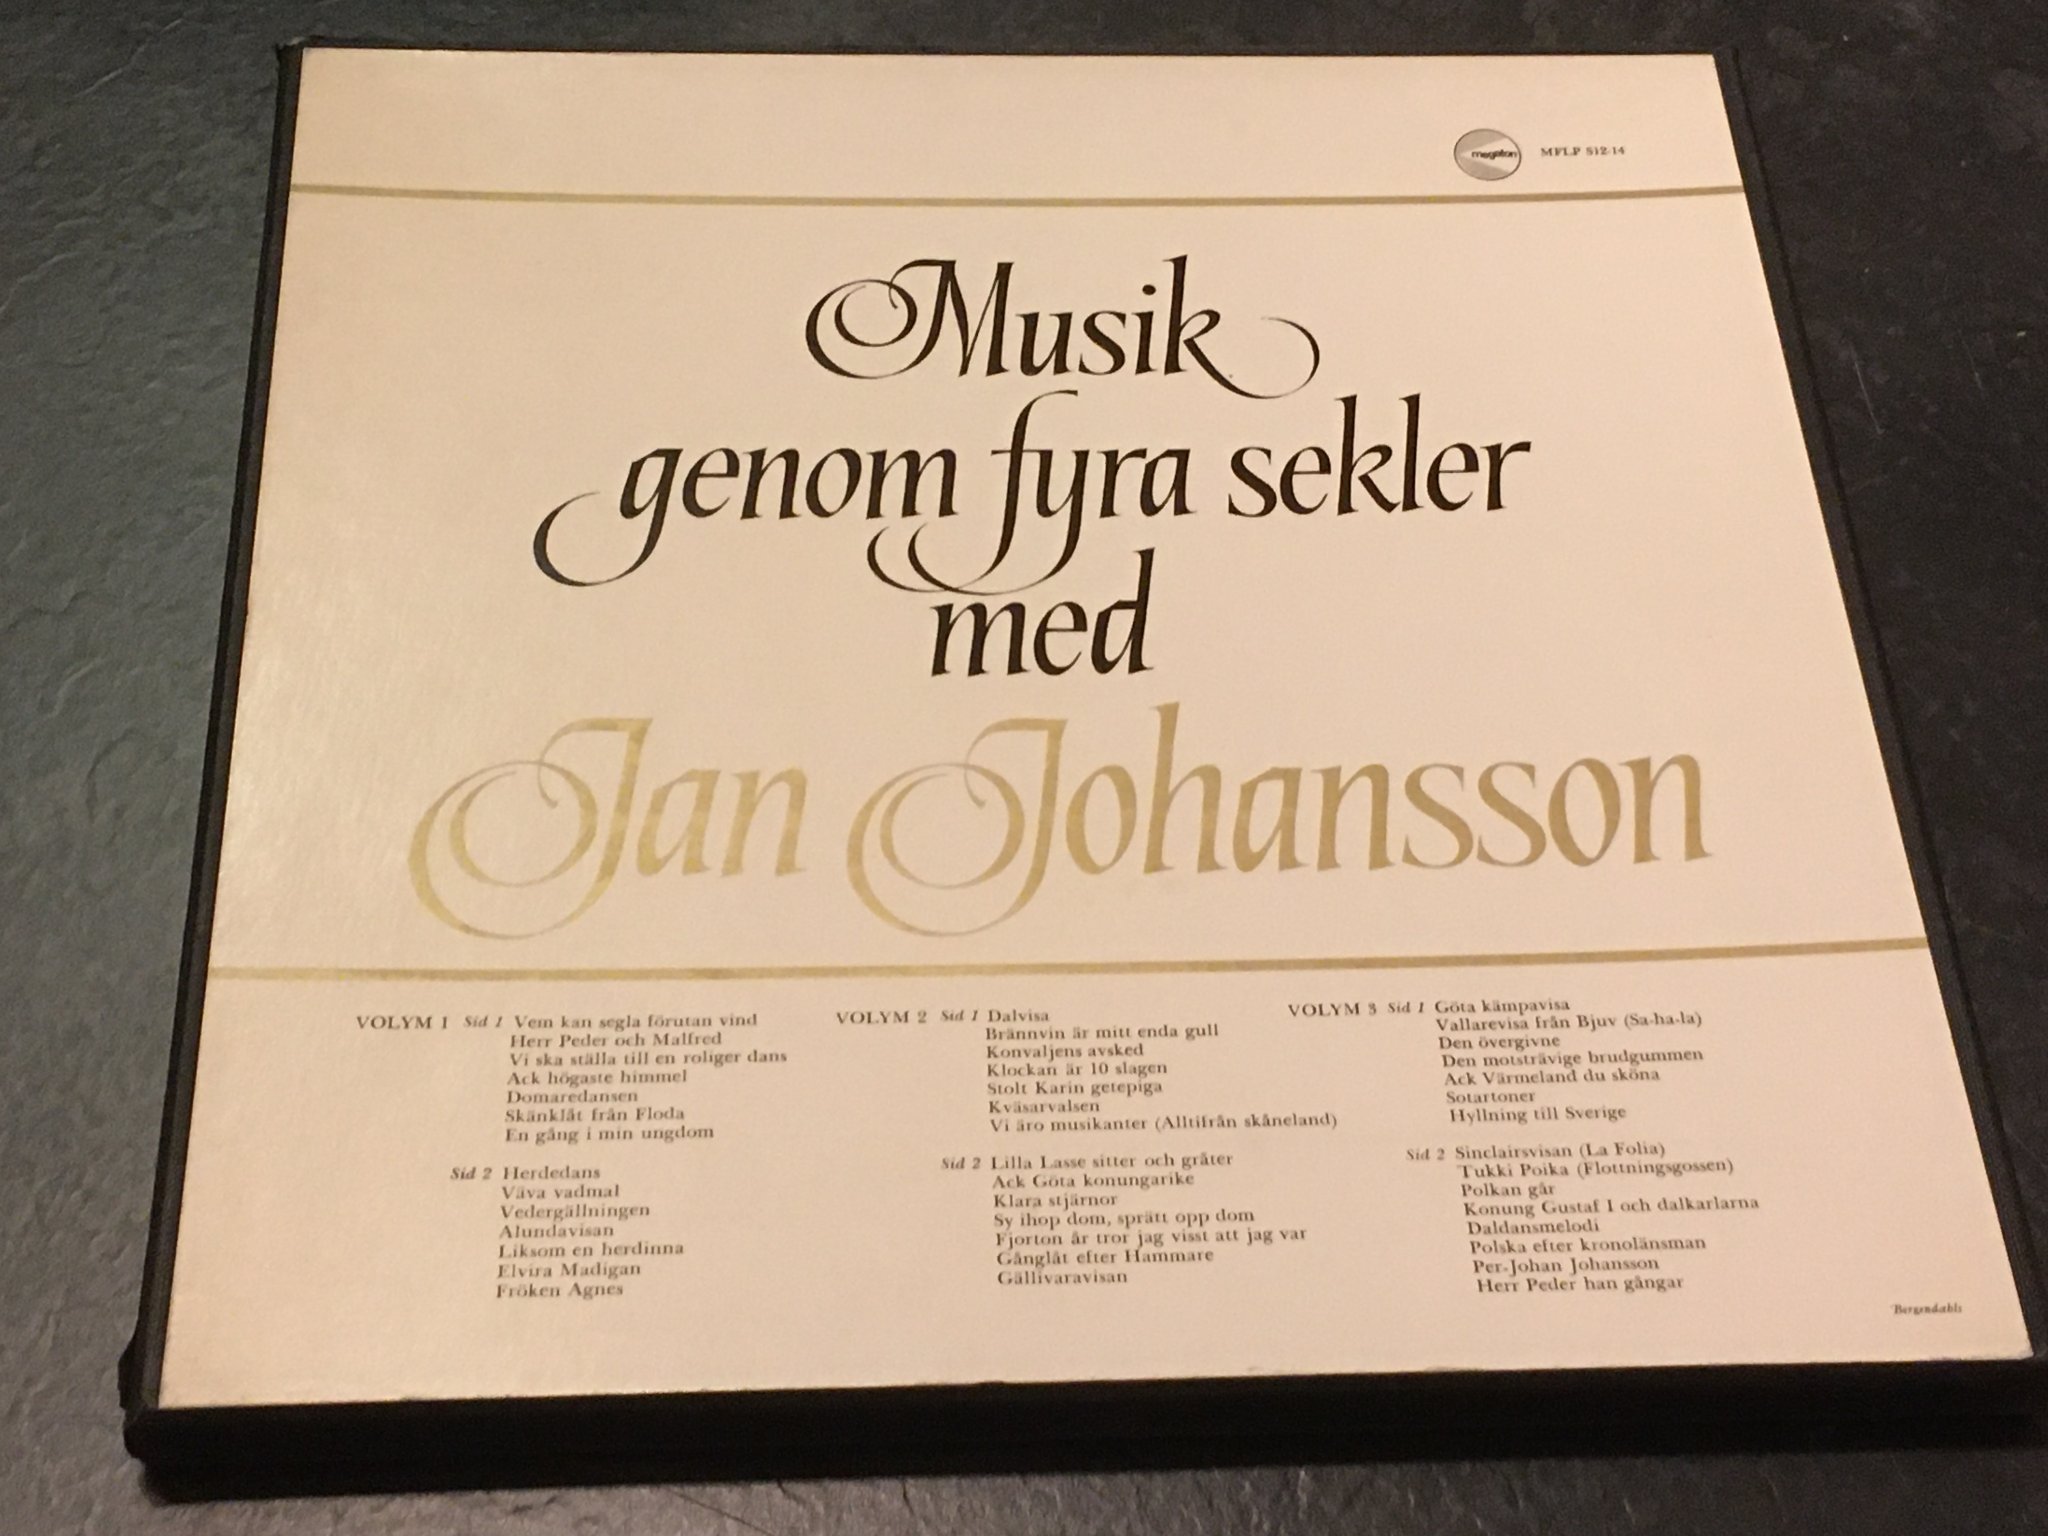 megaton MFLP S12-14
Musik
genom fyra sekler
med
Jan Johansson
VOLYM 1 Sid 1 Vem kan segla förutan vind
Herr Peder och Malfred
Vi ska ställa till en roliger dans
Ack högaste himmel
Domaredansen
Skänklåt från Floda
En gång i min ungdom
Sid 2 Herdedans
Väva vadmal
Vedergällningen
Alundavisan
Liksom en herdinna
Elvira Madigan
Fröken Agnes
VOLYM 2 Sid 1 Dalvisa
Brännvin är mitt enda gull
Konvaljens avsked
Klockan är 10 slagen
Stolt Karin getepiga
Kväsarvalsen
Vi äro musikanter (Alltifrån skåneland)
Sid 2 Lilla Lasse sitter och gråter
Ack Göta konungarike
Klara stjärnor
Sy ihop dom, sprätt opp dom
Fjorton år tror jag visst att jag var
Gånglåt efter Hammare
Gällivaravisan
VOLYM 3 Sid 1 Göta kämpavisa
Vallarevisa från Bjuv (Sa-ha-la)
Den övergivne
Den motsträvige brudgummen
Ack Värmeland du sköna
Sotartoner
Hyllning till Sverige
Sid 2 Sinclairsvisan (La Folia)
Tukki Poika (Flottningsgossen)
Polkan går
Konung Gustaf I och dalkarlarna
Daldansmelodi
Polska efter kronolänsman
Per-Johan Johansson
Herr Peder han gångar
Bergendahls